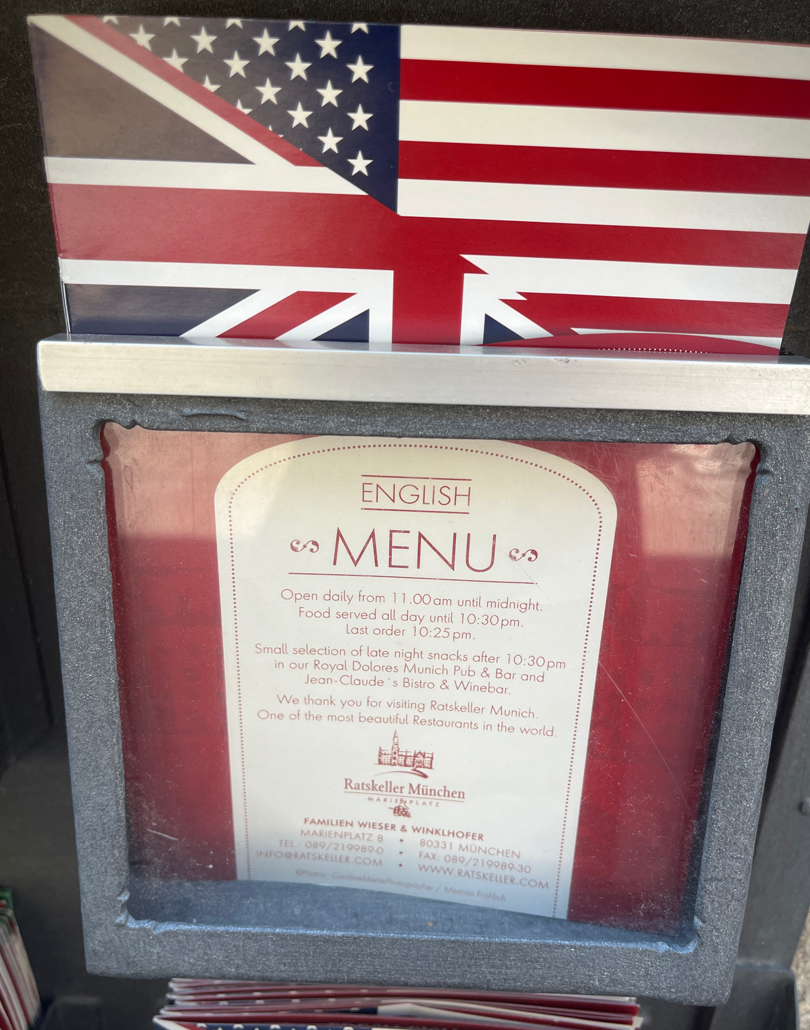 ENGLISH
MENU
Open daily from 11.00am until midnight.
Food served all day until 10:30pm.
Last order 10:25pm.
Small selection of late night snacks after 10:30pm
in our Royal Dolores Munich Pub & Bar and
Jean-Claude´s Bistro & Winebar.
We thank you for visiting Ratskeller Munich.
One of the most beautiful Restaurants in the world.
Ratskeller München
MARIENPLATZ
FAMILIEN WIESER & WINKLHOFER
MARIENPLATZ 8 • 80331 MÜNCHEN
TEL.: 089/219989-0 • FAX: 089/219989-30
INFO@RATSKELLER.COM • WWW.RATSKELLER.COM
©Photos - Photographer /